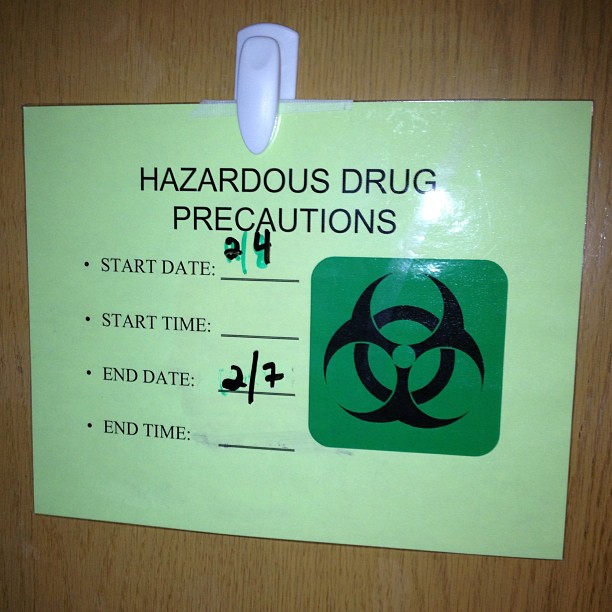 HAZARDOUS DRUG
PRECAUTIONS
• START DATE: 2/4
• START TIME:
• END DATE: 2/7
• END TIME: